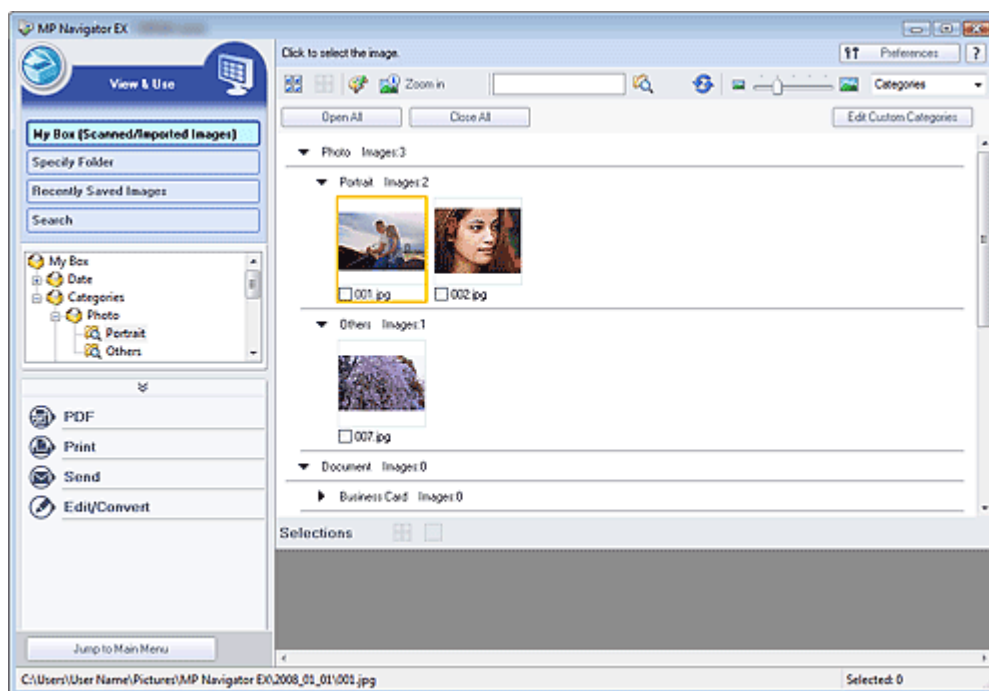 MP Navigator EX
View & Use
My Box (Scanned/Imported Images)
Specify Folder
Recently Saved Images
Search
My Box
Date
Categories
Photo
Portrait
Others
PDF
Print
Send
Edit/Convert
Jump to Main Menu
Click to select the image.
Preferences
?
Zoom in
Categories
Open All
Close All
Edit Custom Categories
Photo Images:3
Portrait Images:2
001.jpg
002.jpg
Others Images:1
007.jpg
Document Images:0
Business Card Images:0
Selections
C:\Users\User Name\Pictures\MP Navigator EX\2008_01_01\001.jpg
Selected: 0